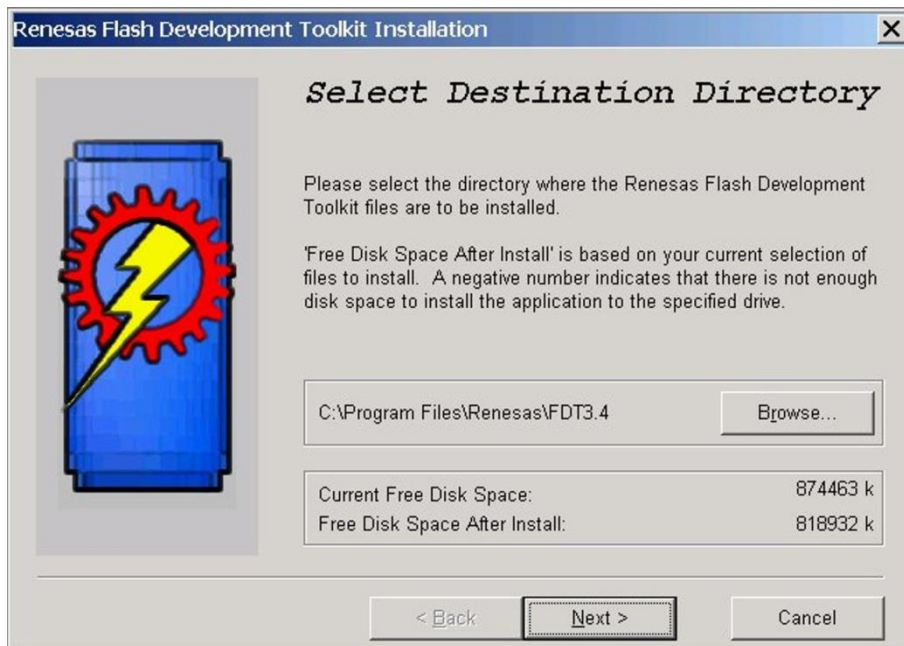 Renesas Flash Development Toolkit Installation
Select Destination Directory
Please select the directory where the Renesas Flash Development
Toolkit files are to be installed.
'Free Disk Space After Install' is based on your current selection of
files to install. A negative number indicates that there is not enough
disk space to install the application to the specified drive.
C:\Program Files\Renesas\FDT3.4 Browse...
Current Free Disk Space: 874463 k
Free Disk Space After Install: 818932 k
< Back Next > Cancel